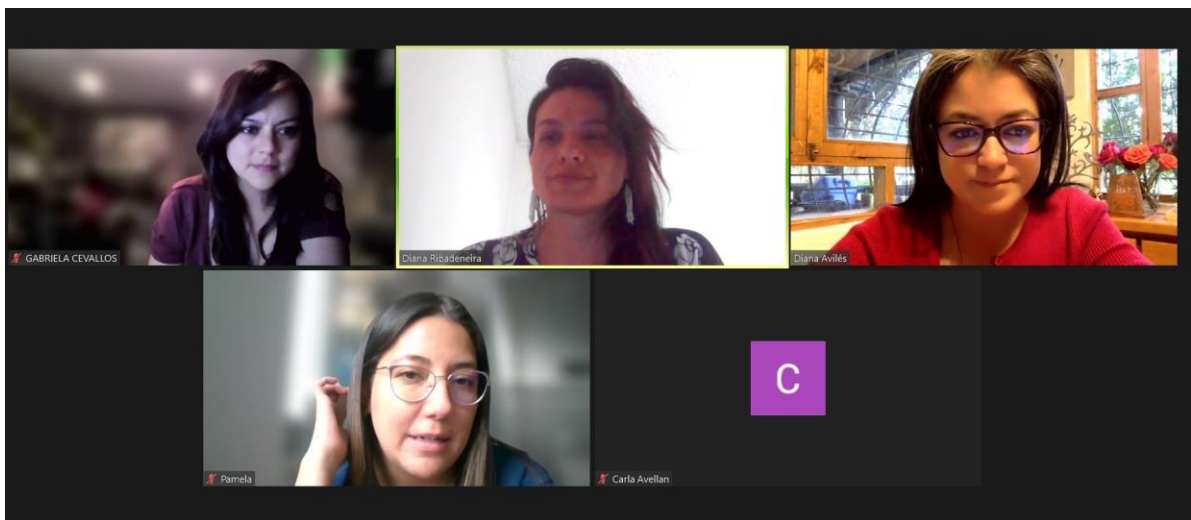 GABRIELA CEVALLOS
Diana Ribadeneira
Diana Avilés
Pamela
C
Carla Avellan